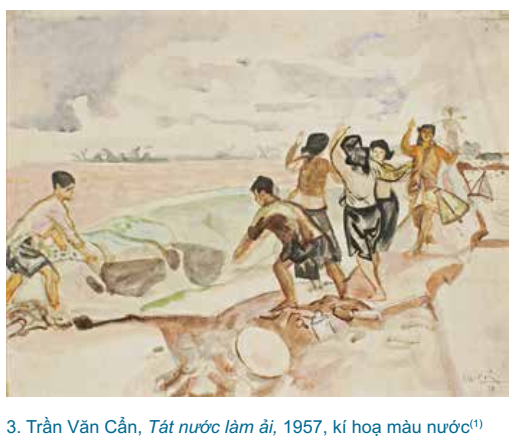 3. Trần Văn Cẩn, Tát nước làm ải, 1957, kí hoạ màu nước(1)